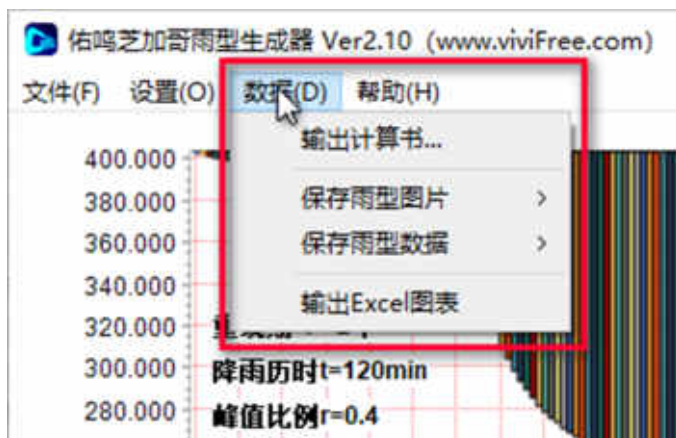 佑鸣芝加哥雨型生成器 Ver2.10（www.viviFree.com）
文件(F) 设置(O) 数据(D) 帮助(H)
输出计算书...
保存雨型图片
保存雨型数据
输出Excel图表
400.000
380.000
360.000
340.000
320.000
300.000
280.000
降雨历时t=120min
峰值比例r=0.4